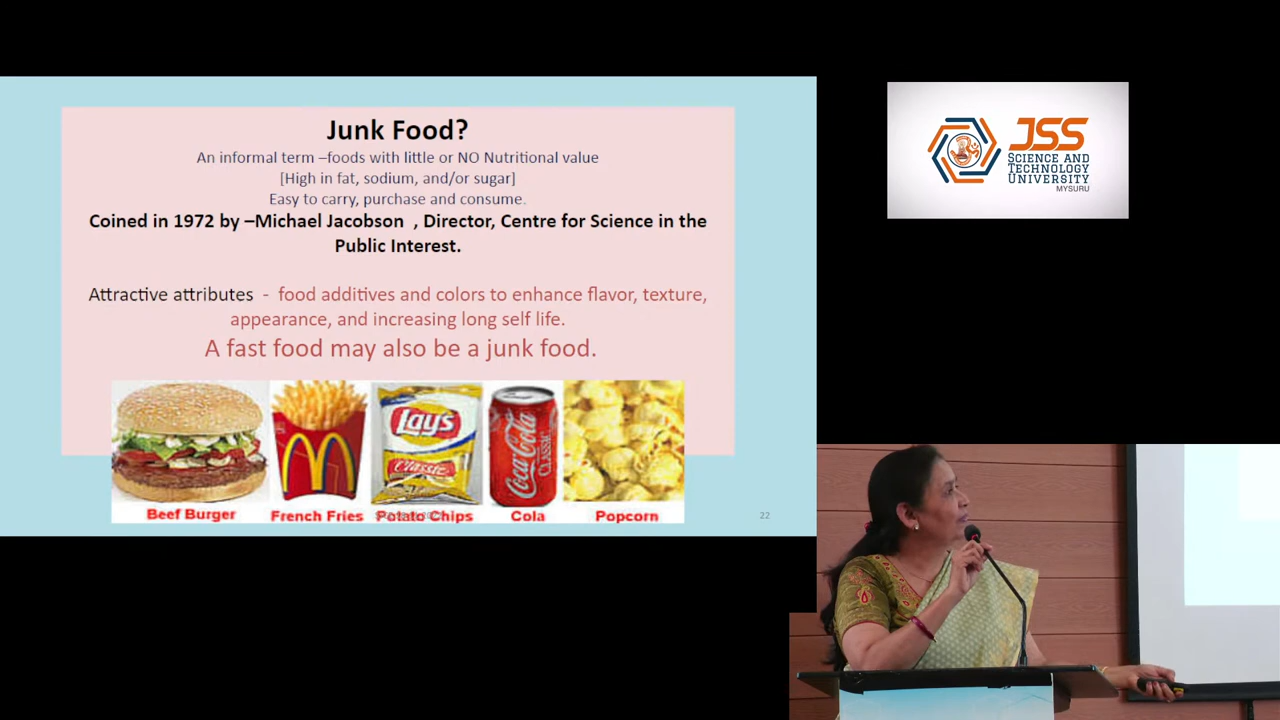 Junk Food?
An informal term –foods with little or NO Nutritional value
[High in fat, sodium, and/or sugar]
Easy to carry, purchase and consume.
Coined in 1972 by –Michael Jacobson , Director, Centre for Science in the
Public Interest.
Attractive attributes - food additives and colors to enhance flavor, texture,
appearance, and increasing long self life.
A fast food may also be a junk food.
Lay's
Classic
Coca-Cola
CLASSIC
Beef Burger
French Fries
Potato Chips
Cola
Popcorn
22
JSS
SCIENCE AND
TECHNOLOGY
UNIVERSITY
MYSURU